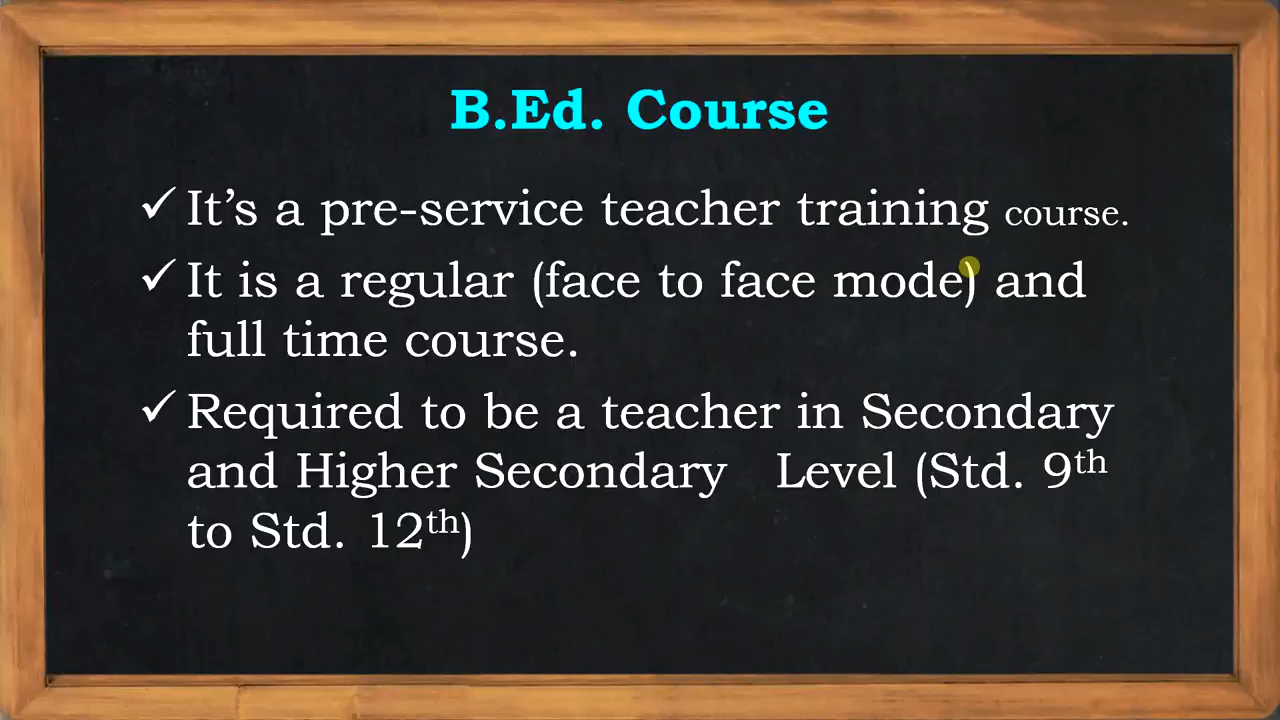 B.Ed. Course
✓ It’s a pre-service teacher training course.
✓ It is a regular (face to face mode) and
full time course.
✓ Required to be a teacher in Secondary
and Higher Secondary Level (Std. 9th
to Std. 12th)